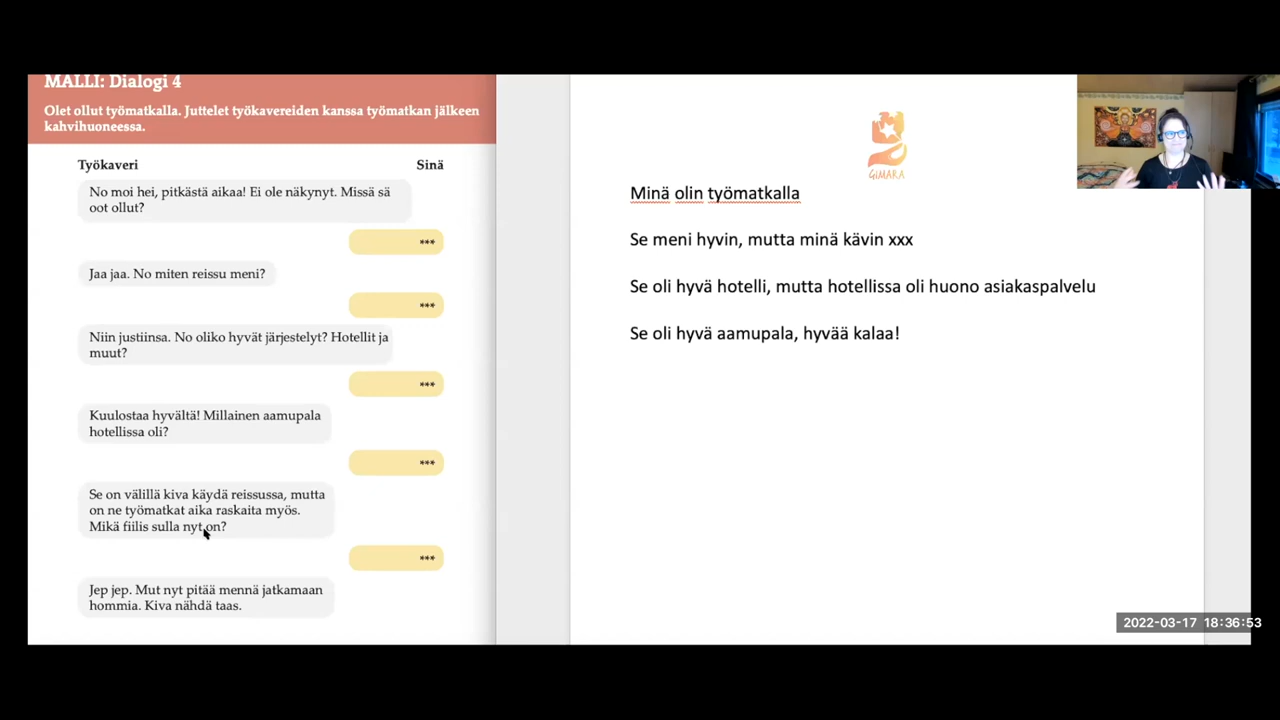 MALLI: Dialogi 4
Olet ollut työmatkalla. Juttelet työkavereiden kanssa työmatkan jälkeen
kahvihuoneessa.
Työkaveri
Sinä
No moi hei, pitkästä aikaa! Ei ole näkynyt. Missä sä
oot ollut?
***
Jaa jaa. No miten reissu meni?
***
Niin justiinsa. No oliko hyvät järjestelyt? Hotellit ja
muut?
***
Kuulostaa hyvältä! Millainen aamupala
hotellissa oli?
***
Se on välillä kiva käydä reissussa, mutta
on ne työmatkat aika raskaita myös.
Mikä fiilis sulla nyt on?
***
Jep jep. Mut nyt pitää mennä jatkamaan
hommia. Kiva nähdä taas.
GIMARA
Minä olin työmatkalla
Se meni hyvin, mutta minä kävin xxx
Se oli hyvä hotelli, mutta hotellissa oli huono asiakaspalvelu
Se oli hyvä aamupala, hyvää kalaa!
2022-03-17 18:36:53